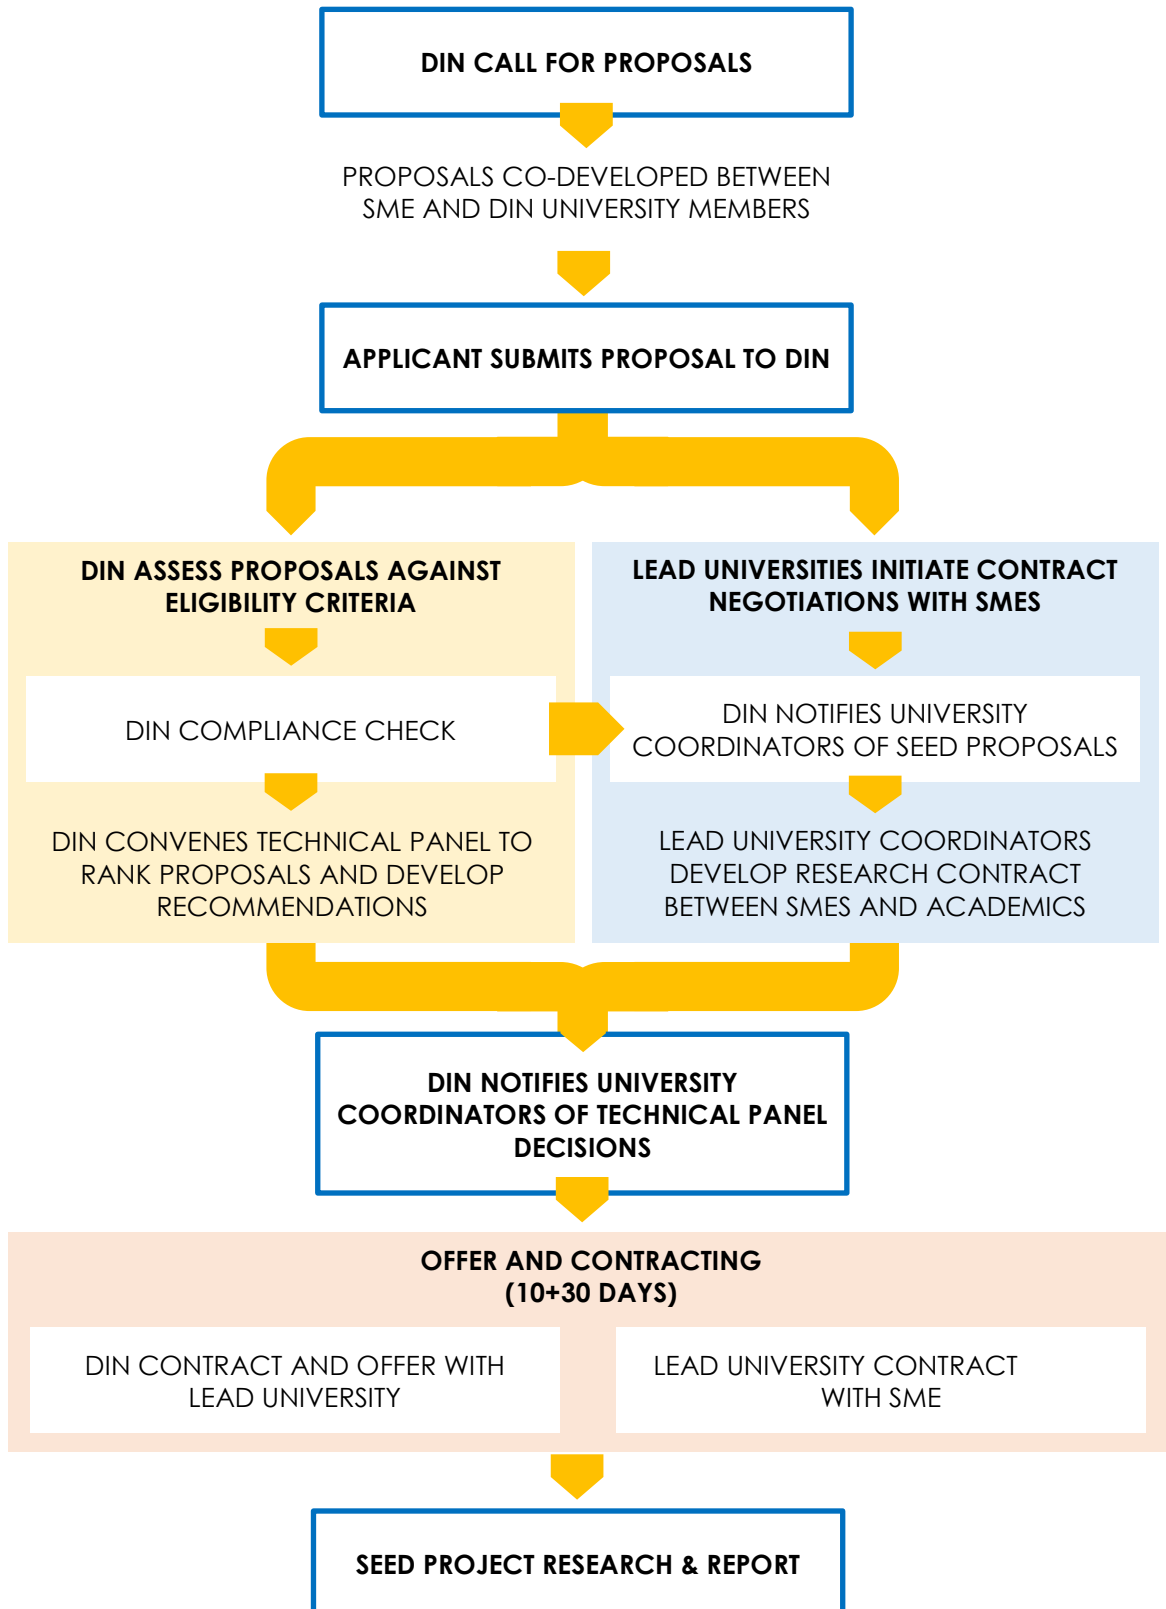 DIN CALL FOR PROPOSALS
PROPOSALS CO-DEVELOPED BETWEEN
SME AND DIN UNIVERSITY MEMBERS
APPLICANT SUBMITS PROPOSAL TO DIN
DIN ASSESS PROPOSALS AGAINST
ELIGIBILITY CRITERIA
DIN COMPLIANCE CHECK
DIN CONVENES TECHNICAL PANEL TO
RANK PROPOSALS AND DEVELOP
RECOMMENDATIONS
LEAD UNIVERSITIES INITIATE CONTRACT
NEGOTIATIONS WITH SMES
DIN NOTIFIES UNIVERSITY
COORDINATORS OF SEED PROPOSALS
LEAD UNIVERSITY COORDINATORS
DEVELOP RESEARCH CONTRACT
BETWEEN SMES AND ACADEMICS
DIN NOTIFIES UNIVERSITY
COORDINATORS OF TECHNICAL PANEL
DECISIONS
OFFER AND CONTRACTING
(10+30 DAYS)
DIN CONTRACT AND OFFER WITH
LEAD UNIVERSITY
LEAD UNIVERSITY CONTRACT
WITH SME
SEED PROJECT RESEARCH & REPORT